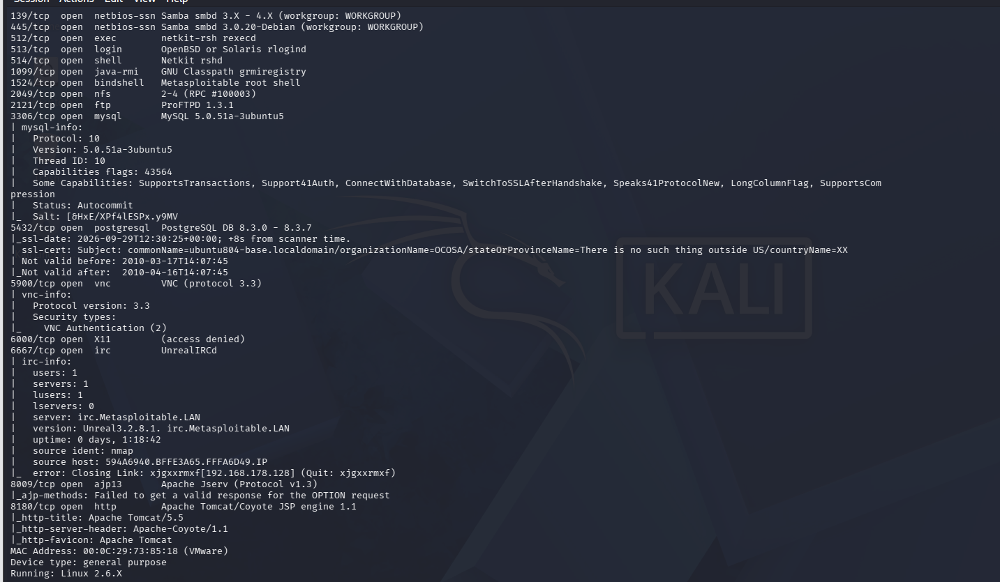 Session Actions Edit View Help
139/tcp  open  netbios-ssn Samba smbd 3.X - 4.X (workgroup: WORKGROUP)
445/tcp  open  netbios-ssn Samba smbd 3.0.20-Debian (workgroup: WORKGROUP)
512/tcp  open  exec        netkit-rsh rexecd
513/tcp  open  login       OpenBSD or Solaris rlogind
514/tcp  open  shell       Netkit rshd
1099/tcp open  java-rmi    GNU Classpath grmiregistry
1524/tcp open  bindshell   Metasploitable root shell
2049/tcp open  nfs         2-4 (RPC #100003)
2121/tcp open  ftp         ProFTPD 1.3.1
3306/tcp open  mysql       MySQL 5.0.51a-3ubuntu5
| mysql-info:
|   Protocol: 10
|   Version: 5.0.51a-3ubuntu5
|   Thread ID: 10
|   Capabilities flags: 43564
|   Some Capabilities: SupportsTransactions, Support41Auth, ConnectWithDatabase, SwitchToSSLAfterHandshake, Speaks41ProtocolNew, LongColumnFlag, SupportsCom
pression
|   Status: Autocommit
|_  Salt: [&HxE/XPf4lESPx.y9MV
5432/tcp open  postgresql  PostgreSQL DB 8.3.0 - 8.3.7
|_ssl-date: 2026-09-29T12:30:25+00:00; +8s from scanner time.
| ssl-cert: Subject: commonName=ubuntu804-base.localdomain/organizationName=OCOSA/stateOrProvinceName=There is no such thing outside US/countryName=XX
| Not valid before: 2010-03-17T14:07:45
|_Not valid after:  2010-04-16T14:07:45
5900/tcp open  vnc         VNC (protocol 3.3)
| vnc-info:
|   Protocol version: 3.3
|   Security types:
|_    VNC Authentication (2)
6000/tcp open  X11         (access denied)
6667/tcp open  irc         UnrealIRCd
| irc-info:
|   users: 1
|   servers: 1
|   lusers: 1
|   lservers: 0
|   server: irc.Metasploitable.LAN
|   version: Unreal3.2.8.1. irc.Metasploitable.LAN
|   uptime: 0 days, 1:18:42
|   source ident: nmap
|   source host: 594A6940.BFFE3A65.FFFA6D49.IP
|_  error: Closing Link: xjgxxrmxf[192.168.178.128] (Quit: xjgxxrmxf)
8009/tcp open  ajp13       Apache Jserv (Protocol v1.3)
|_ajp-methods: Failed to get a valid response for the OPTION request
8180/tcp open  http        Apache Tomcat/Coyote JSP engine 1.1
|_http-title: Apache Tomcat/5.5
|_http-server-header: Apache-Coyote/1.1
|_http-favicon: Apache Tomcat
MAC Address: 00:0C:29:73:85:18 (VMware)
Device type: general purpose
Running: Linux 2.6.X
KALI